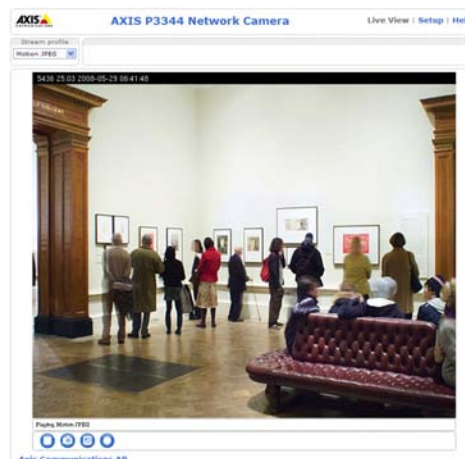 AXIS
AXIS P3344 Network Camera
Live View | Setup | Hel
Stream profile
Motion JPEG
5436 25.03 2008-05-29 06:41:48
Playing Motion JPEG
Axis Communications AB